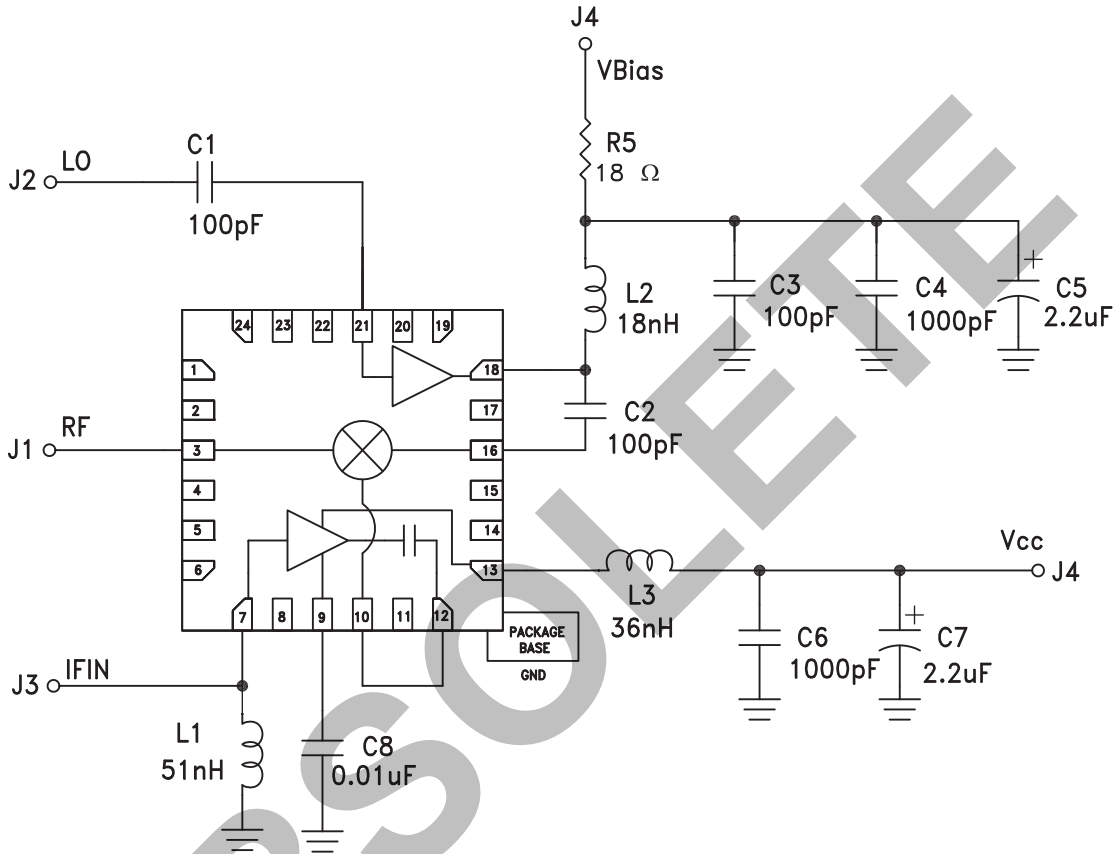 J4
VBias
R5
18 Ω
C1
LO
J2
100pF
L2
18nH
C3
100pF
C4
1000pF
+
C5
2.2uF
24 23 22 21 20 19
1
2
3
4
5
6
18
17
16
15
14
13
C2
100pF
RF
J1
Vcc
J4
L3
36nH
7 8 9 10 11 12
PACKAGE
BASE
GND
+
C6
1000pF
C7
2.2uF
IFIN
J3
L1
51nH
C8
0.01uF
OBSOLETE